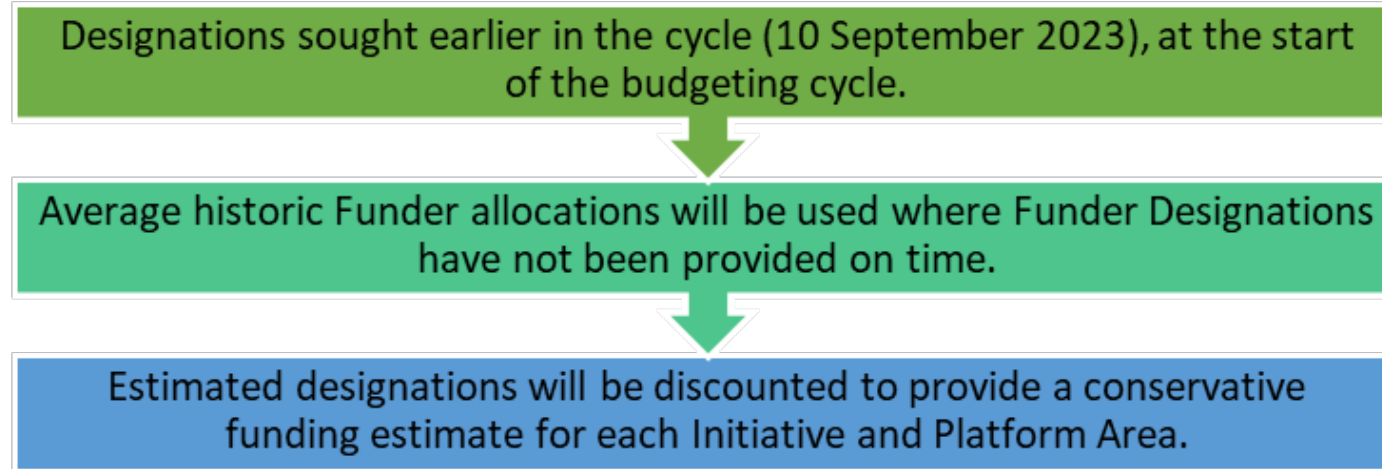 Designations sought earlier in the cycle (10 September 2023), at the start
of the budgeting cycle.
Average historic Funder allocations will be used where Funder Designations
have not been provided on time.
Estimated designations will be discounted to provide a conservative
funding estimate for each Initiative and Platform Area.